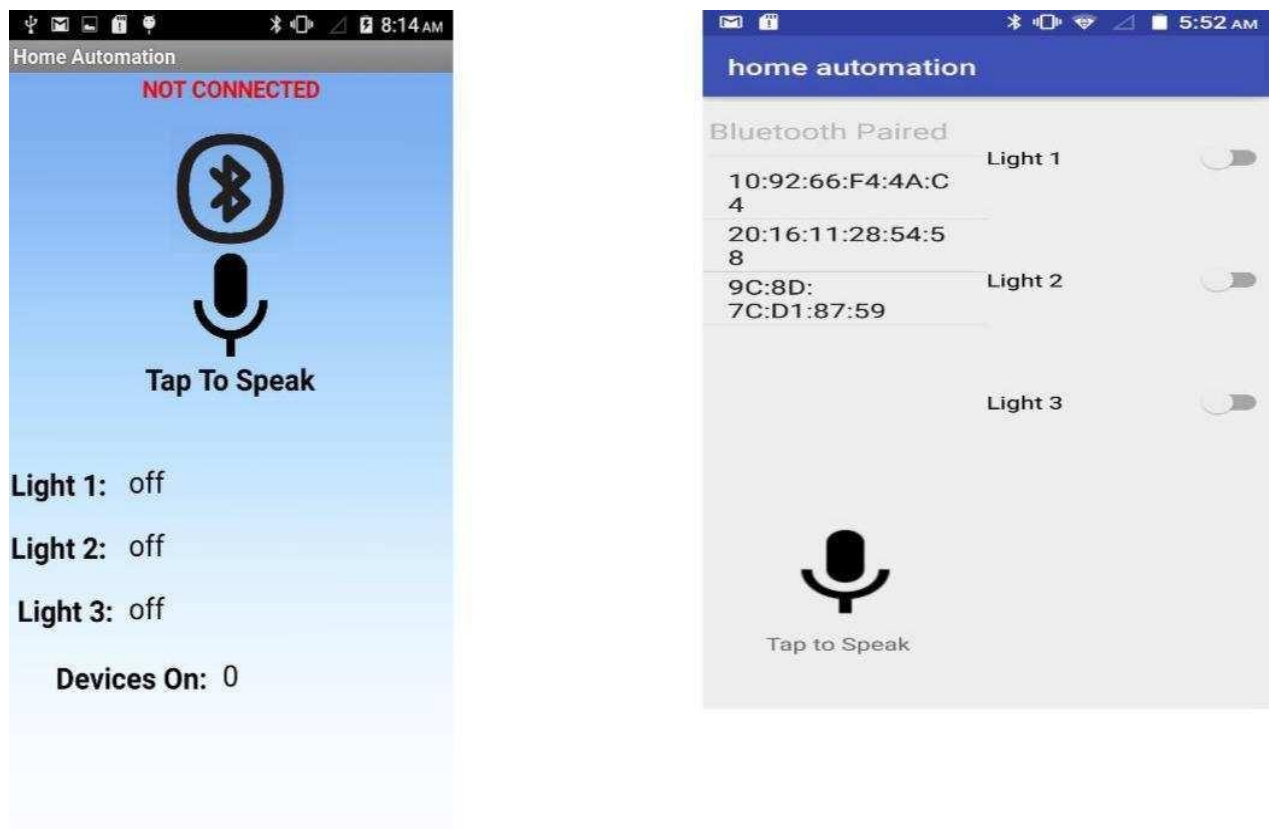 8:14 AM
Home Automation
NOT CONNECTED
Tap To Speak
Light 1: off
Light 2: off
Light 3: off
Devices On: 0
5:52 AM
home automation
Bluetooth Paired
10:92:66:F4:4A:C
4
20:16:11:28:54:5
8
9C:8D:
7C:D1:87:59
Light 1
Light 2
Light 3
Tap to Speak